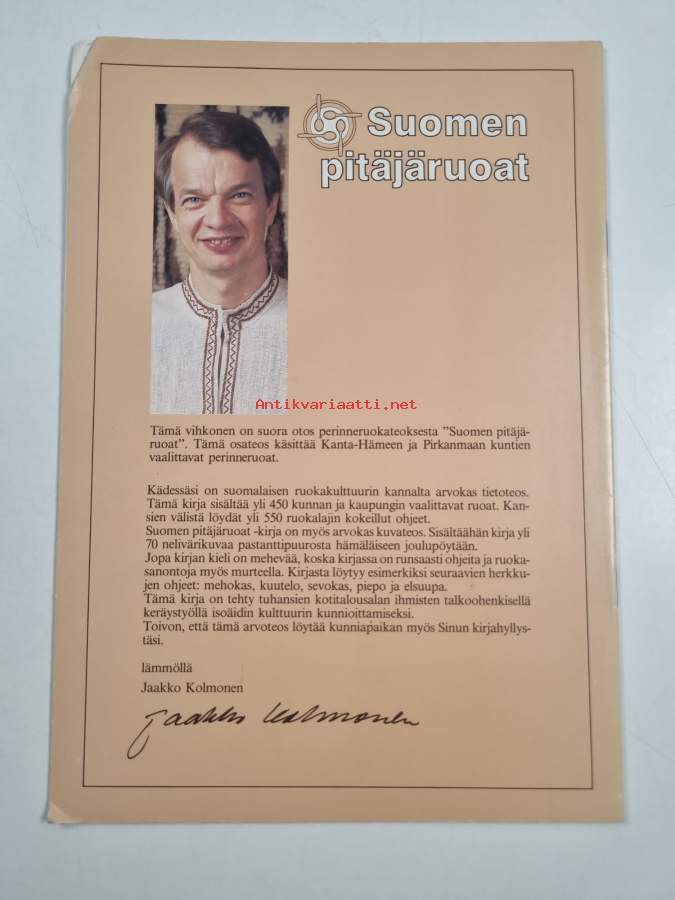 Suomen
pitäjäruoat
Antikvariaatti.net
Tämä vihkonen on suora otos perinneruokateoksesta ”Suomen pitäjä-
ruoat”. Tämä osateos käsittää Kanta-Hämeen ja Pirkanmaan kuntien
vaalittavat perinneruoat.
Kädessäsi on suomalaisen ruokakulttuurin kannalta arvokas tietoteos.
Tämä kirja sisältää yli 450 kunnan ja kaupungin vaalittavat ruoat. Kan-
sien välistä löydät yli 550 ruokalajin kokeillut ohjeet.
Suomen pitäjäruoat -kirja on myös arvokas kuvateos. Sisältäähän kirja yli
70 nelivärikuvaa pastanttipuurosta hämäläiseen joulupöytään.
Jopa kirjan kieli on mehevää, koska kirjassa on runsaasti ohjeita ja ruoka-
sanontoja myös murteella. Kirjasta löytyy esimerkiksi seuraavien herkku-
jen ohjeet: mehokas, kuutelo, sevokas, piepo ja elsuupa.
Tämä kirja on tehty tuhansien kotitalousalan ihmisten talkoohenkisellä
keräystyöllä isoäidin kulttuurin kunnioittamiseksi.
Toivon, että tämä arvoteos löytää kunniapaikan myös Sinun kirjahyllys-
täsi.
lämmöllä
Jaakko Kolmonen
Jaakko Kolmonen